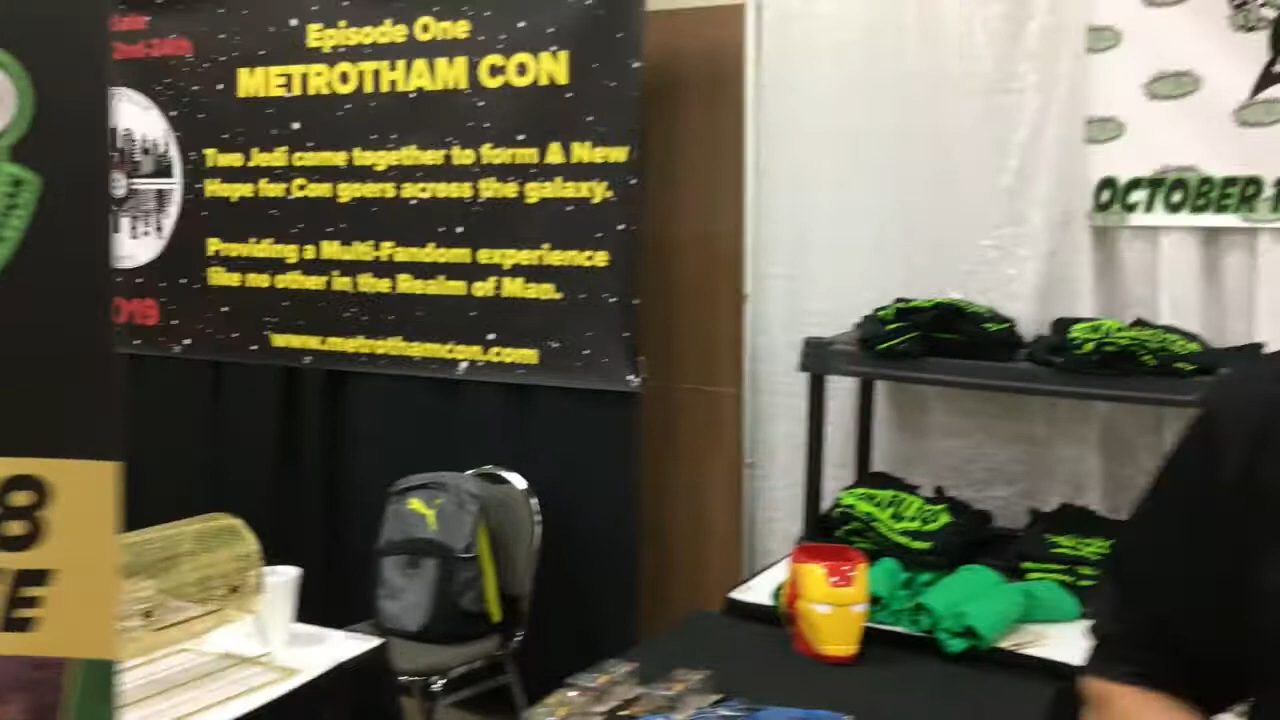 Episode One
METROTHAM CON
Two Jedi come together to form A New
Hope for Con goers across the galaxy.
Providing a Multi-Fandom experience
like no other in the Realm of Man.
www.metrothamcon.com
OCTOBER
8